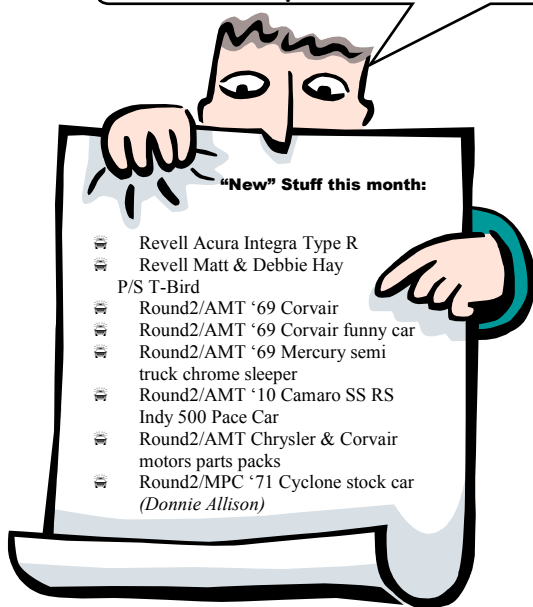 “New” Stuff this month:
Revell Acura Integra Type R
Revell Matt & Debbie Hay
P/S T-Bird
Round2/AMT ‘69 Corvair
Round2/AMT ‘69 Corvair funny car
Round2/AMT ‘69 Mercury semi
truck chrome sleeper
Round2/AMT ‘10 Camaro SS RS
Indy 500 Pace Car
Round2/AMT Chrysler & Corvair
motors parts packs
Round2/MPC ‘71 Cyclone stock car
(Donnie Allison)